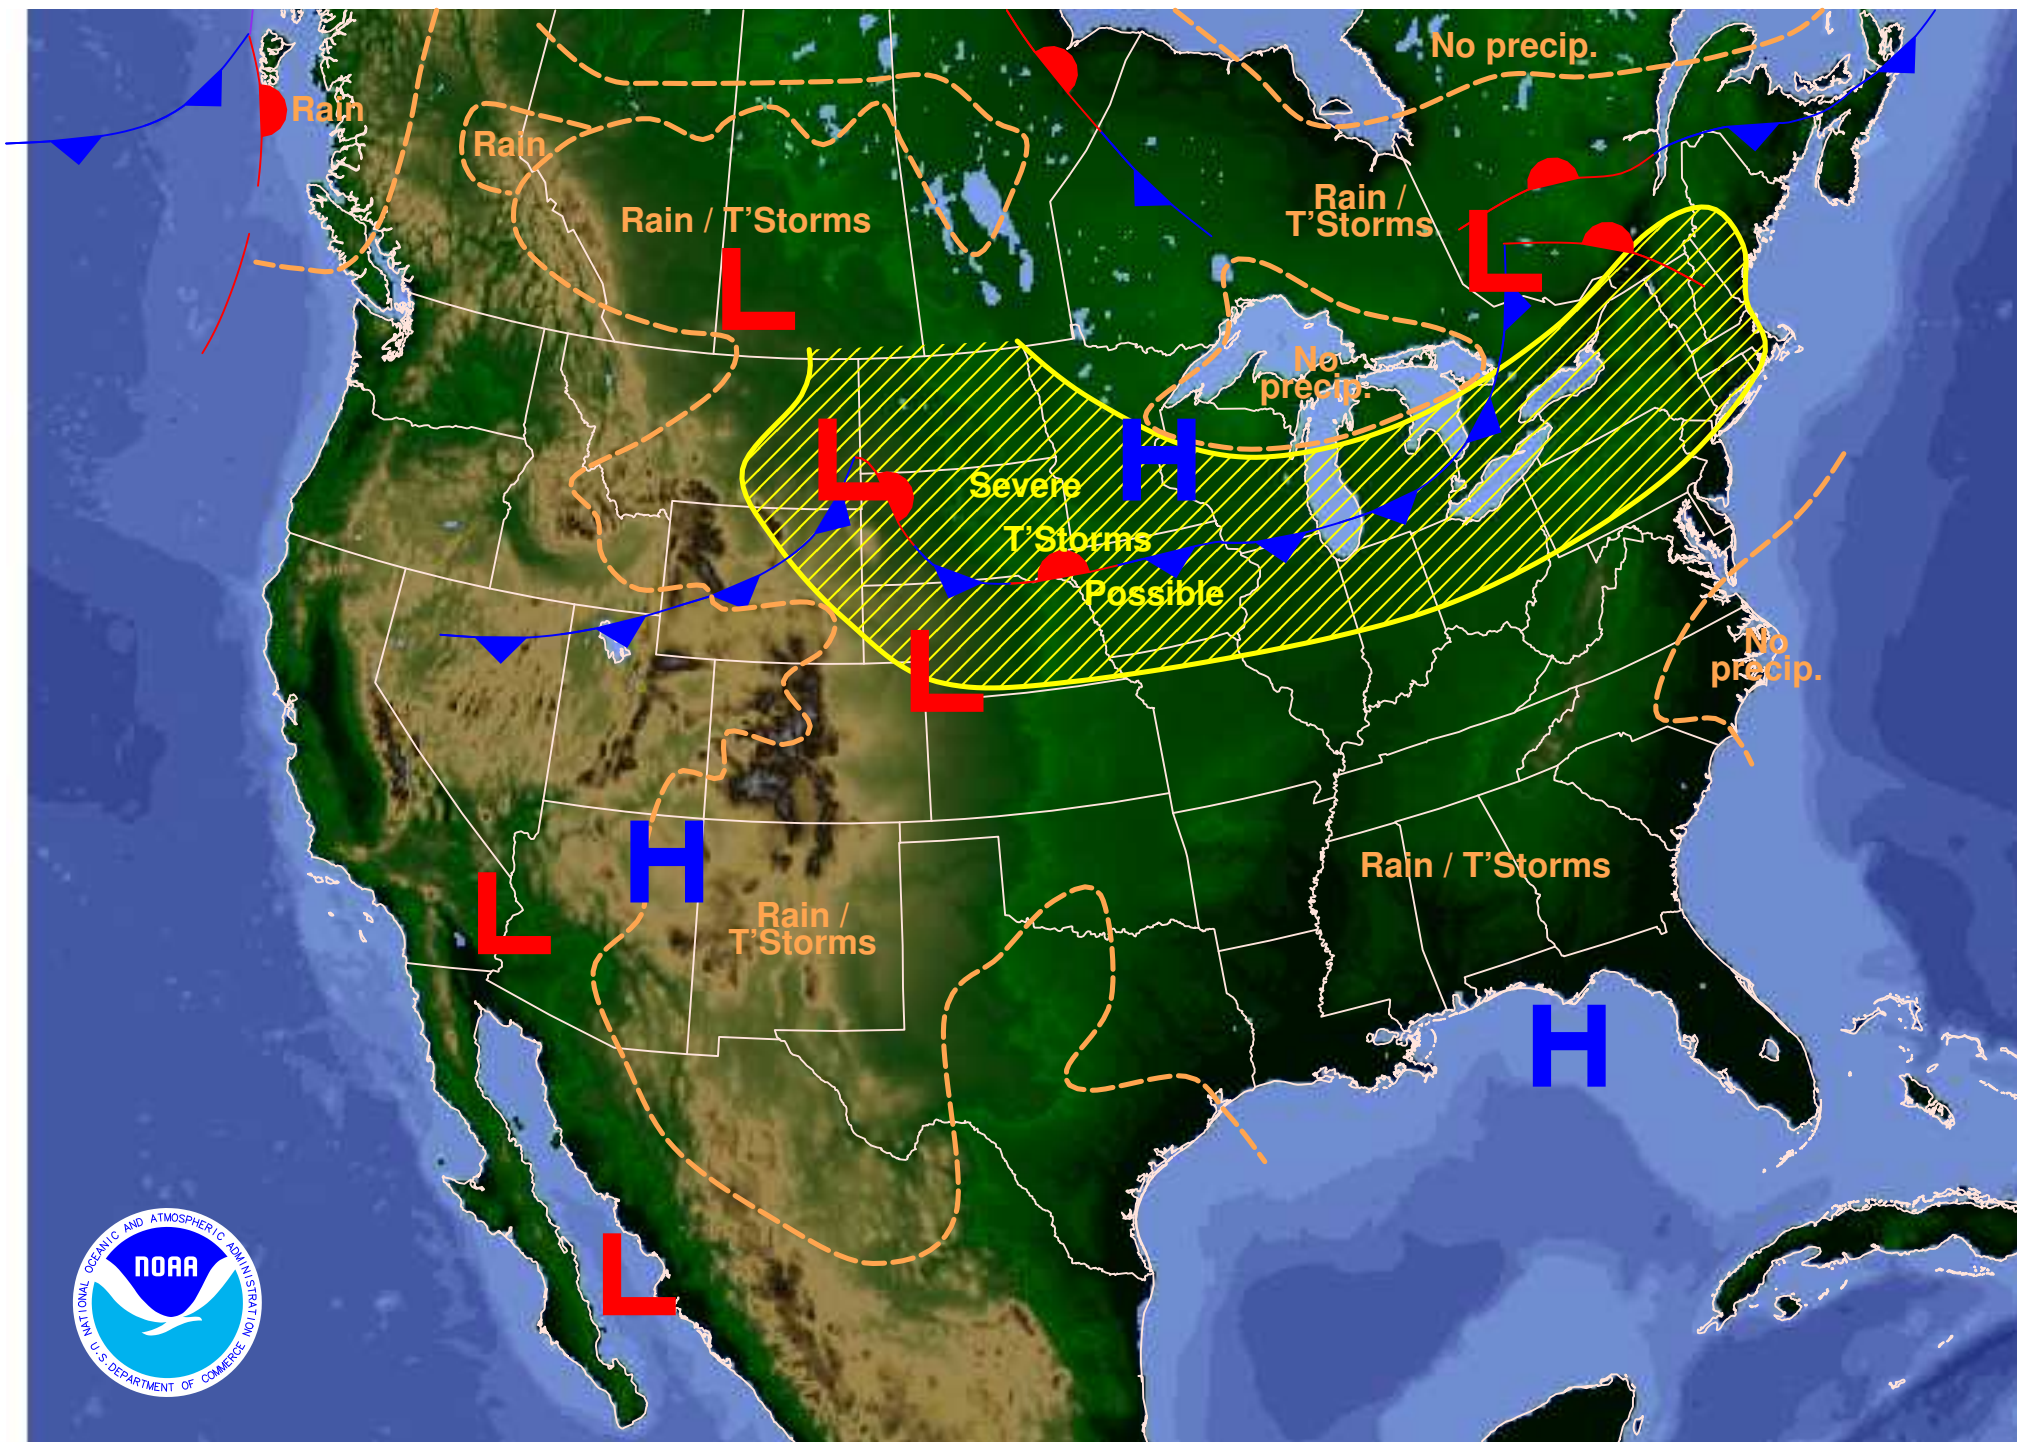 No precip.
Rain
Rain
Rain / T'Storms
Rain /
T'Storms
L
L
No
precip.
L
H
Severe
T'Storms
Possible
No
precip.
L
H
Rain / T'Storms
L
Rain /
T'Storms
H
L
NATIONAL OCEANIC AND ATMOSPHERIC ADMINISTRATION
NOAA
U.S. DEPARTMENT OF COMMERCE